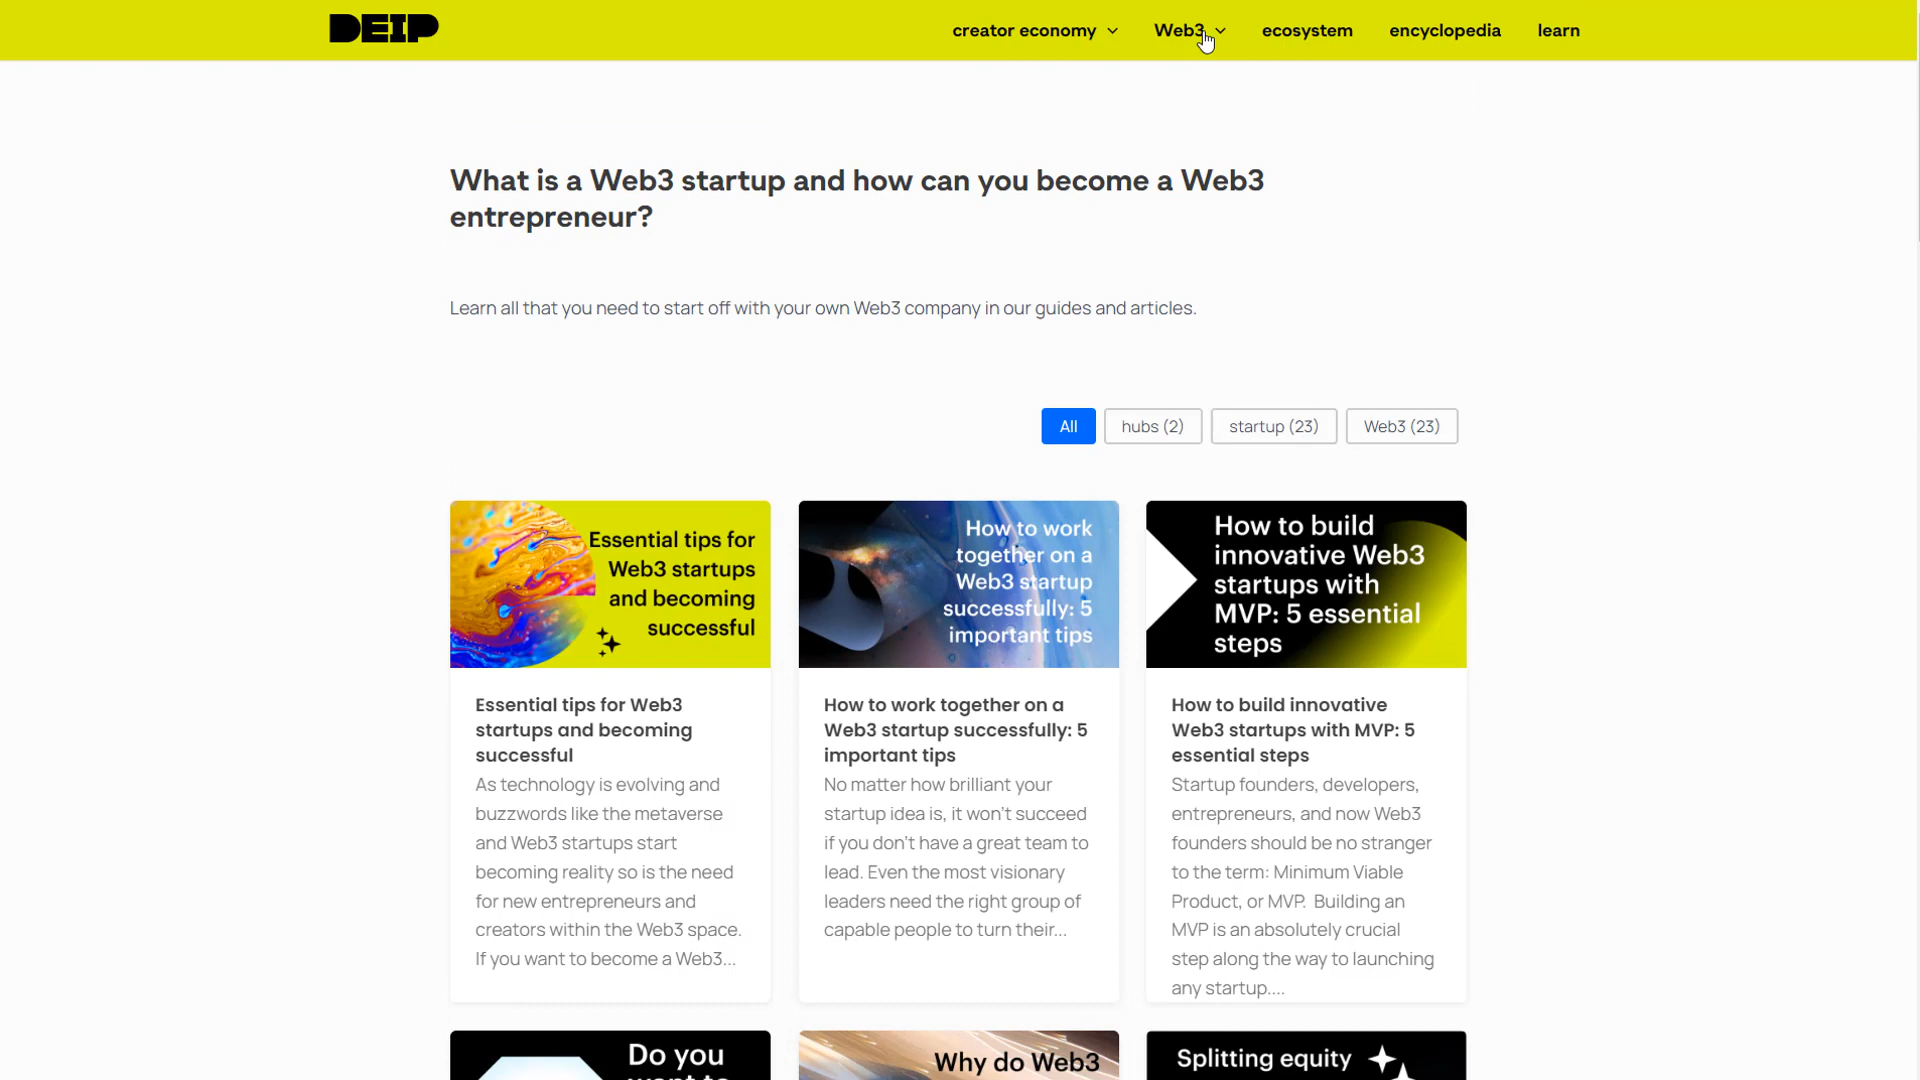 DEIP
creator economy
Web3
ecosystem
encyclopedia
learn
What is a Web3 startup and how can you become a Web3
entrepreneur?
Learn all that you need to start off with your own Web3 company in our guides and articles.
All
hubs (2)
startup (23)
Web3 (23)
Essential tips for
Web3 startups
and becoming
successful
Essential tips for Web3
startups and becoming
successful
As technology is evolving and
buzzwords like the metaverse
and Web3 startups start
becoming reality so is the need
for new entrepreneurs and
creators within the Web3 space.
If you want to become a Web3...
How to work
together on a
Web3 startup
successfully: 5
important tips
How to work together on a
Web3 startup successfully: 5
important tips
No matter how brilliant your
startup idea is, it won't succeed
if you don't have a great team to
lead. Even the most visionary
leaders need the right group of
capable people to turn their...
How to build
innovative Web3
startups with
MVP: 5 essential
steps
How to build innovative
Web3 startups with MVP: 5
essential steps
Startup founders, developers,
entrepreneurs, and now Web3
founders should be no stranger
to the term: Minimum Viable
Product, or MVP.  Building an
MVP is an absolutely crucial
step along the way to launching
any startup....
Do you
want to
Why do Web3
Splitting equity